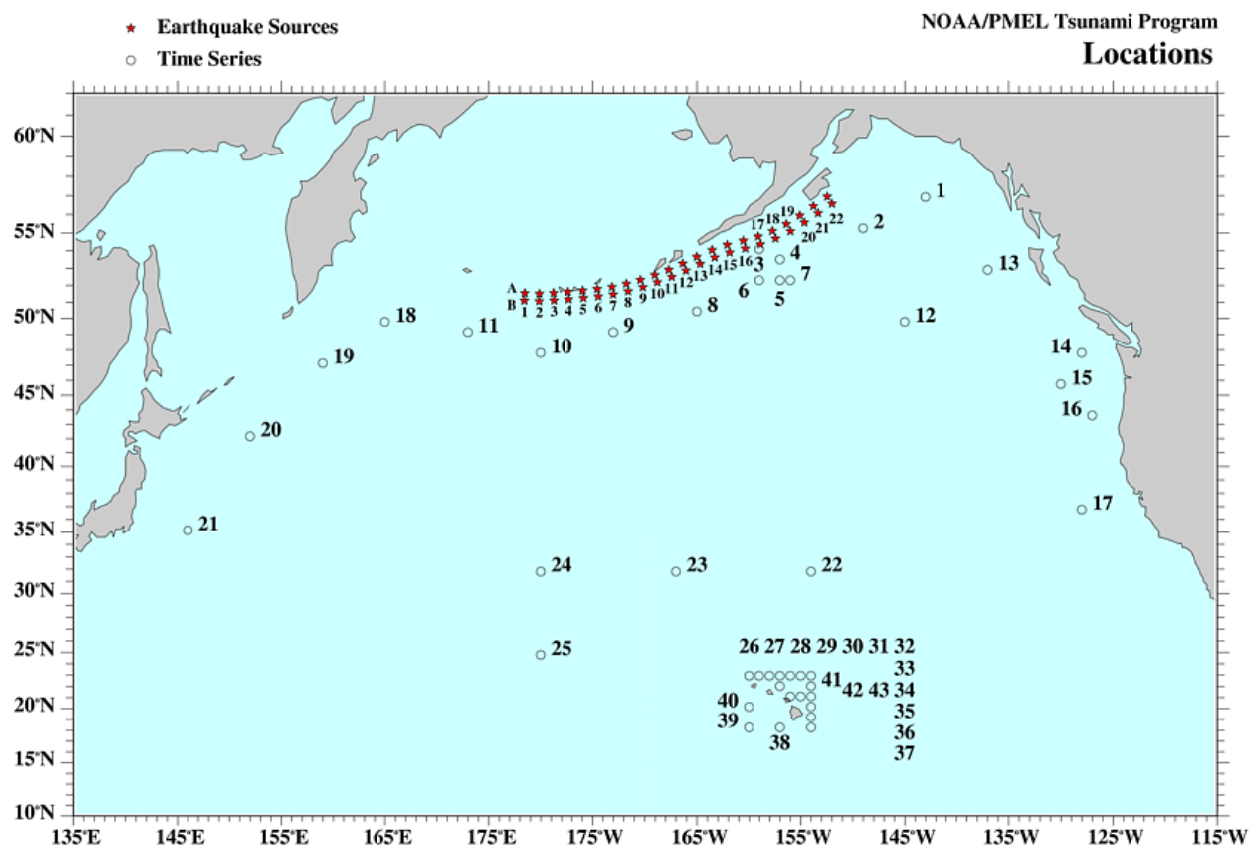 Earthquake Sources
Time Series
NOAA/PMEL Tsunami Program
Locations
60°N
55°N
50°N
45°N
40°N
35°N
30°N
25°N
20°N
15°N
10°N
135°E 145°E 155°E 165°E 175°E 175°W 165°W 155°W 145°W 135°W 125°W 115°W
A
B
1 2 3 4 5 6 7 8 9 10 11 12 13 14 15 16 17 18 19 20 21 22
1
2
3
4
5
6
7
8
9
10
11
12
13
14
15
16
17
18
19
20
21
22
23
24
25
26 27 28 29 30 31 32
33
41 42 43 34
35
36
37
40
39
38